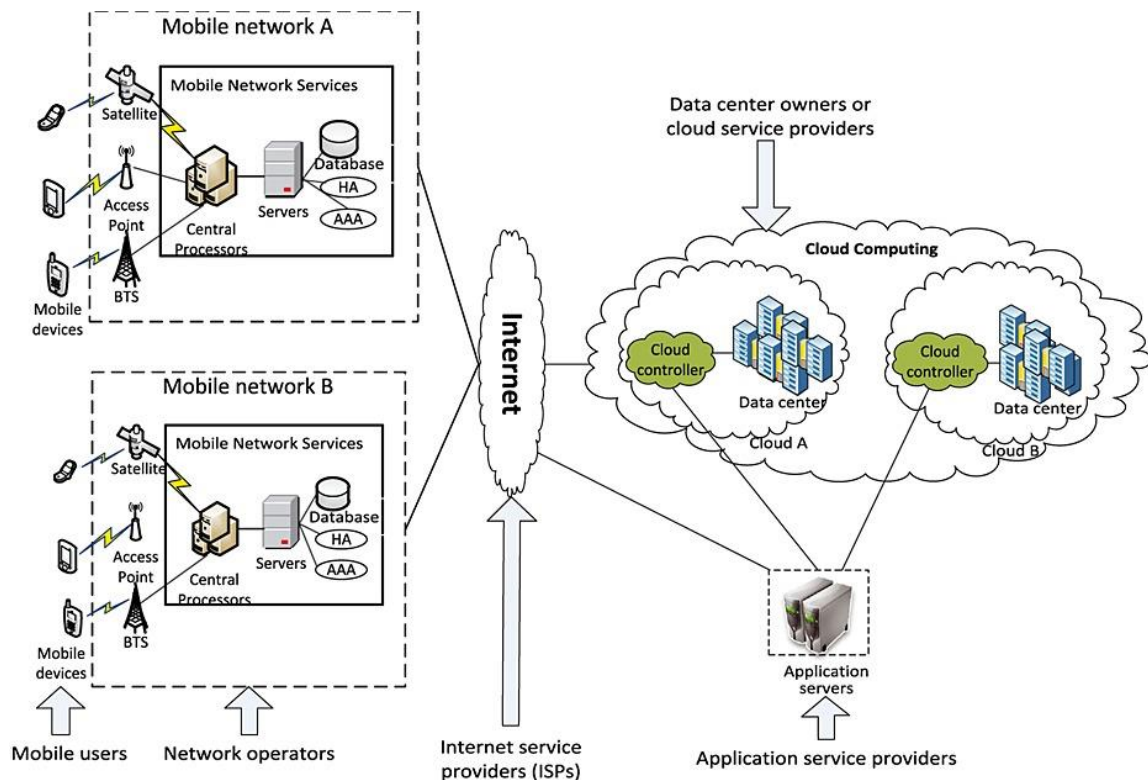 Mobile network A
Mobile Network Services
Satellite
Database
HA
AAA
Access
Point
Servers
Central
Processors
BTS
Mobile
devices
Mobile network B
Mobile Network Services
Satellite
Database
HA
AAA
Access
Point
Servers
Central
Processors
BTS
Mobile
devices
Mobile users
Network operators
Internet
Internet service
providers (ISPs)
Data center owners or
cloud service providers
Cloud Computing
Cloud
controller
Data center
Cloud A
Cloud
controller
Data center
Cloud B
Application
servers
Application service providers